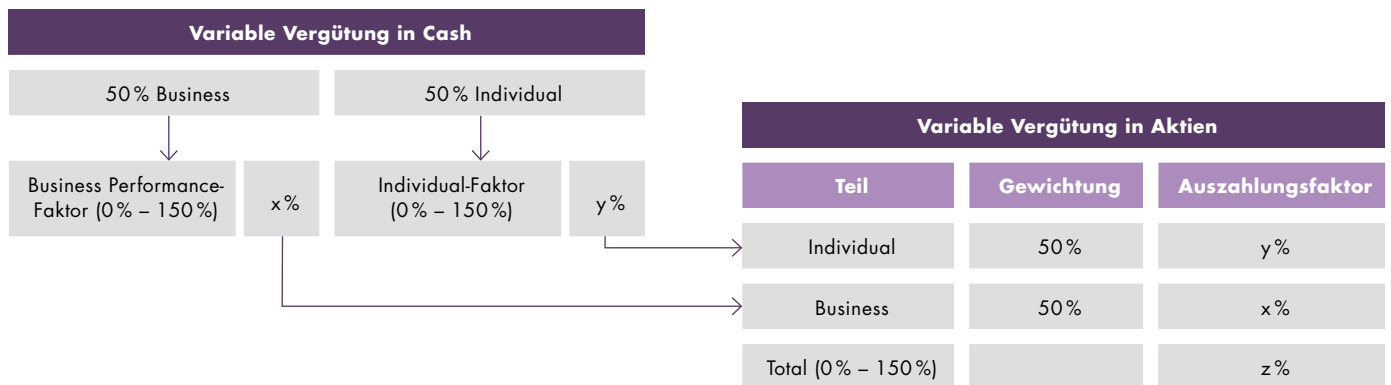 Variable Vergütung in Cash
50 % Business
50 % Individual
Business Performance-
Faktor (0 % – 150 %)
x %
Individual-Faktor
(0 % – 150 %)
y %
Variable Vergütung in Aktien
Teil
Gewichtung
Auszahlungsfaktor
Individual
50 %
y %
Business
50 %
x %
Total (0 % – 150 %)
z %